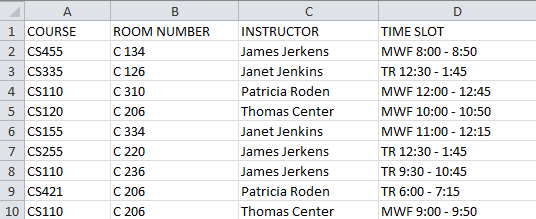 A B C D
1 COURSE ROOM NUMBER INSTRUCTOR TIME SLOT
2 CS455 C 134 James Jerkens MWF 8:00 - 8:50
3 CS335 C 126 Janet Jenkins TR 12:30 - 1:45
4 CS110 C 310 Patricia Roden MWF 12:00 - 12:45
5 CS120 C 206 Thomas Center MWF 10:00 - 10:50
6 CS155 C 334 Janet Jenkins MWF 11:00 - 12:15
7 CS255 C 220 James Jerkens TR 12:30 - 1:45
8 CS110 C 236 James Jerkens TR 9:30 - 10:45
9 CS421 C 206 Patricia Roden TR 6:00 - 7:15
10 CS110 C 206 Thomas Center MWF 9:00 - 9:50